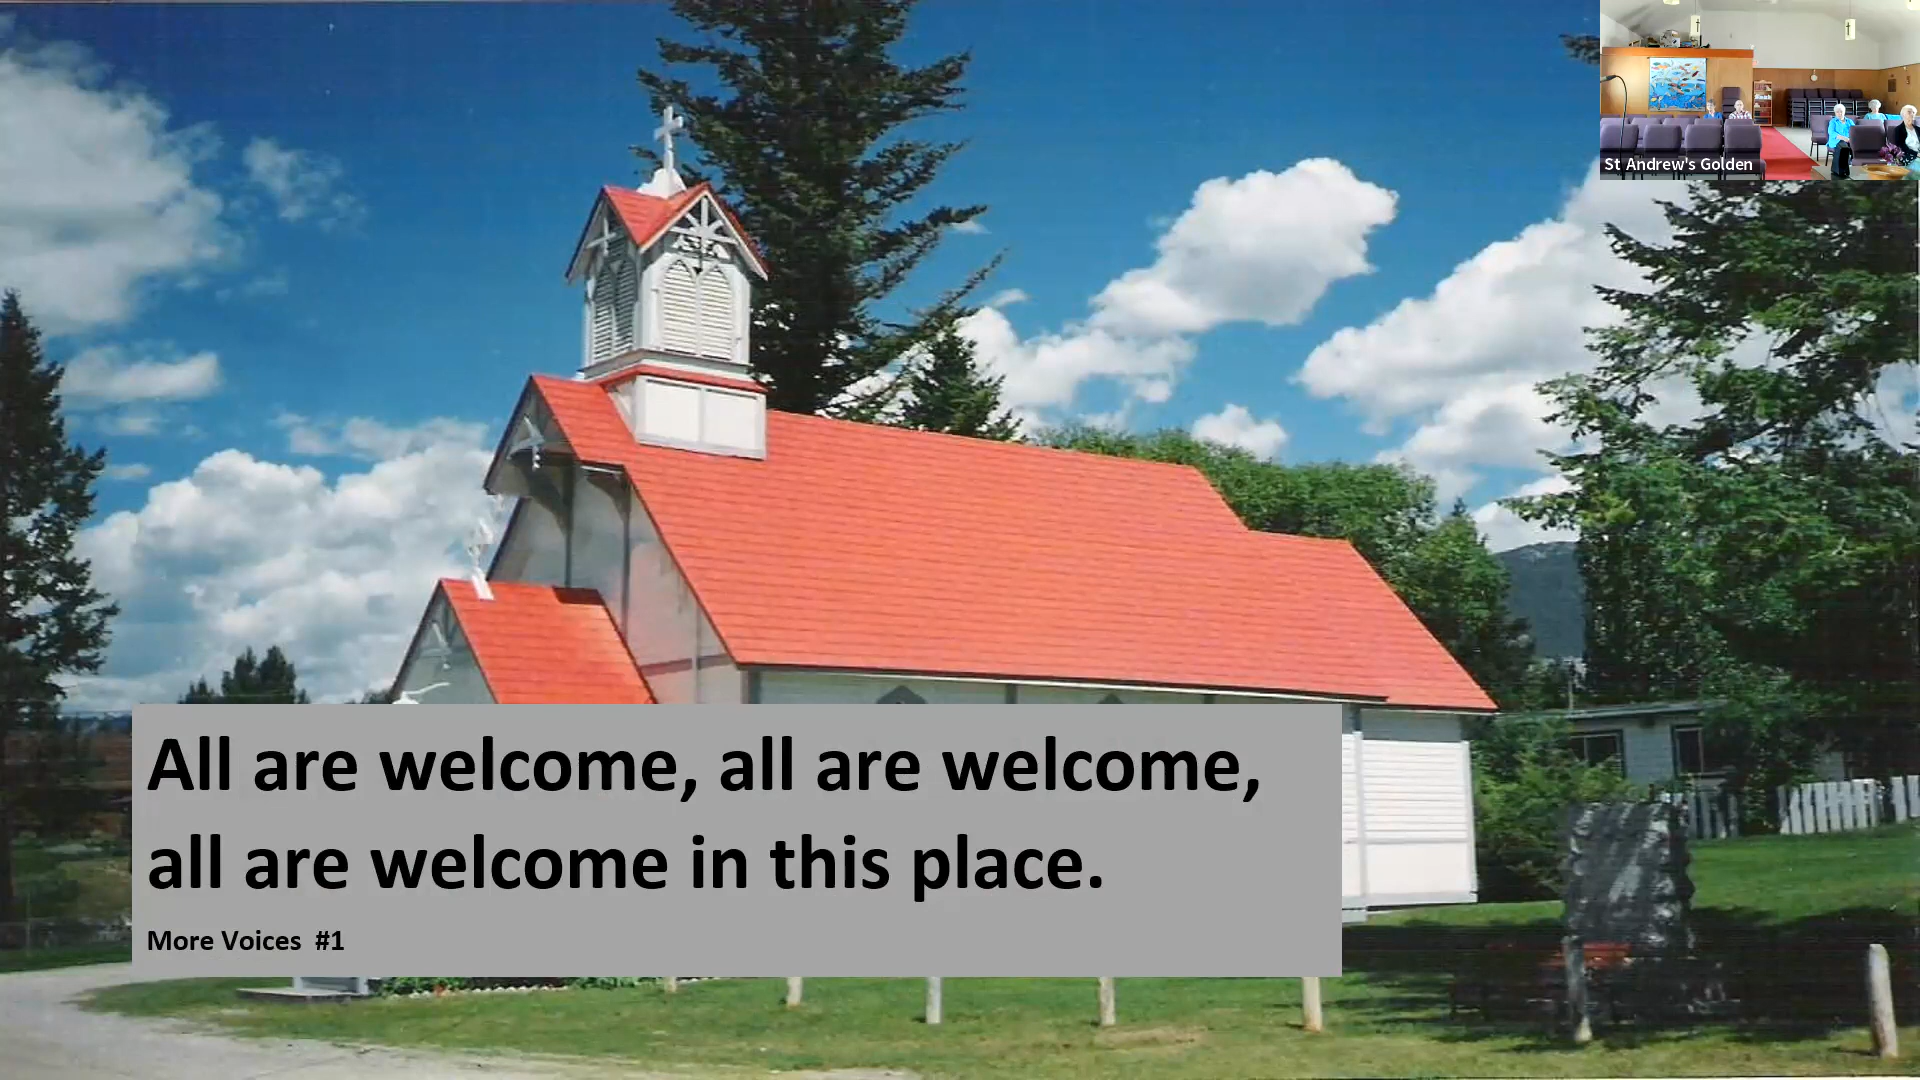 St Andrew's Golden
All are welcome, all are welcome,
all are welcome in this place.
More Voices #1